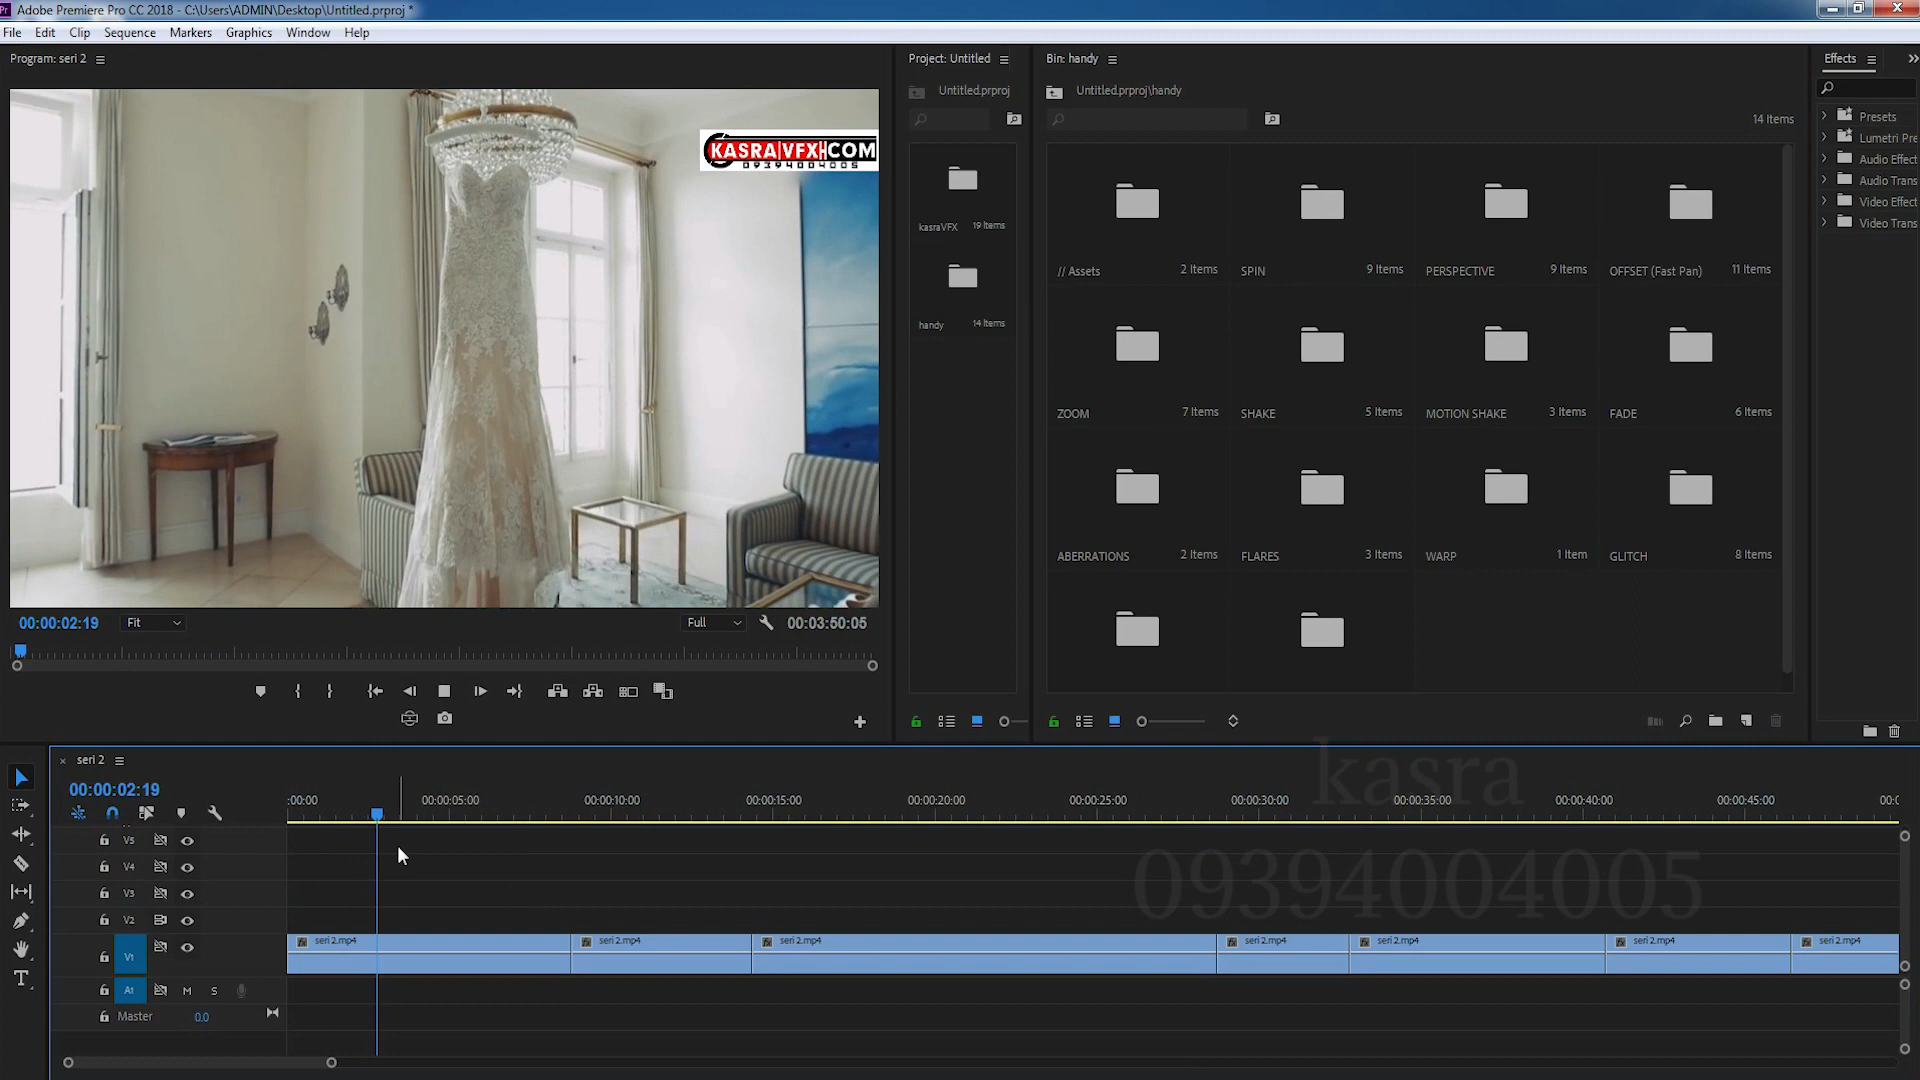 Adobe Premiere Pro CC 2018 - C:\Users\ADMIN\Desktop\Untitled.prproj *
File Edit Clip Sequence Markers Graphics Window Help
Program: seri 2
Project: Untitled
Bin: handy
Effects
Untitled.prproj
Untitled.prproj\handy
14 Items
Presets
Lumetri Pre
Audio Effect
Audio Trans
Video Effect
Video Trans
KASRAVFX.COM
09394004005
kasraVFX 19 Items
handy 14 Items
// Assets 2 Items
SPIN 9 Items
PERSPECTIVE 9 Items
OFFSET (Fast Pan) 11 Items
ZOOM 7 Items
SHAKE 5 Items
MOTION SHAKE 3 Items
FADE 6 Items
ABERRATIONS 2 Items
FLARES 3 Items
WARP 1 Item
GLITCH 8 Items
00:00:02:19 Fit Full 00:03:50:05
seri 2
00:00:02:19
:00:00 00:00:05:00 00:00:10:00 00:00:15:00 00:00:20:00 00:00:25:00 00:00:30:00 00:00:35:00 00:00:40:00 00:00:45:00 00:0
kasra
09394004005
V5
V4
V3
V2
V1
seri 2.mp4 seri 2.mp4 seri 2.mp4 seri 2.mp4 seri 2.mp4 seri 2.mp4 seri 2.mp4
A1 M S
Master 0.0